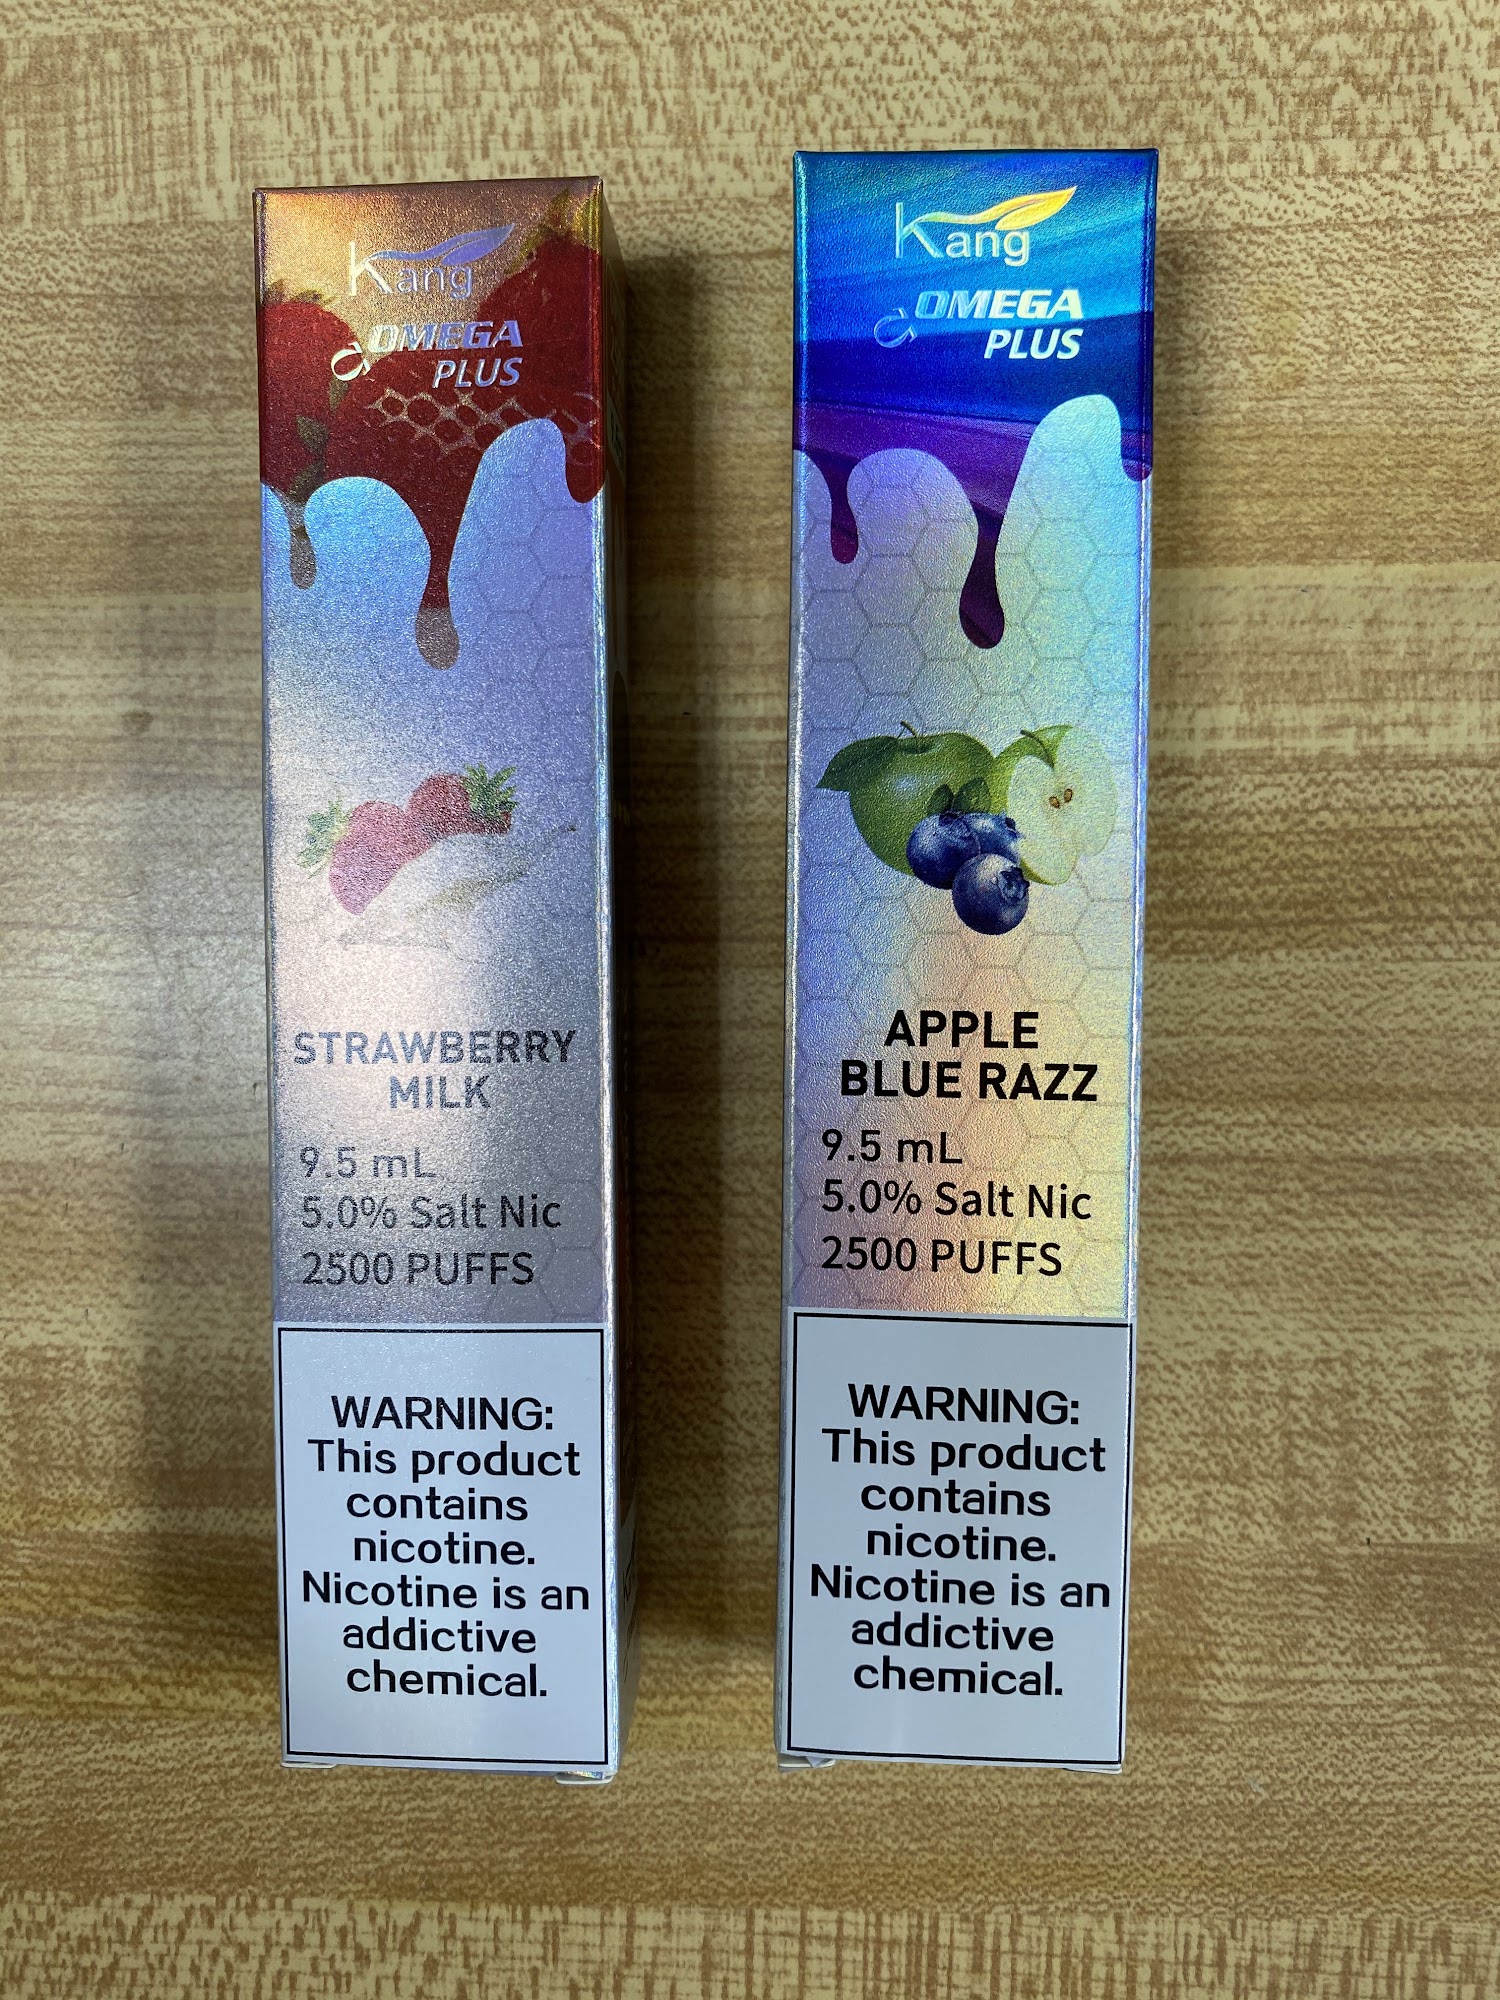 Kang
OMEGA
PLUS
STRAWBERRY
MILK
9.5 mL
5.0% Salt Nic
2500 PUFFS
WARNING:
This product
contains
nicotine.
Nicotine is an
addictive
chemical.
Kang
OMEGA
PLUS
APPLE
BLUE RAZZ
9.5 mL
5.0% Salt Nic
2500 PUFFS
WARNING:
This product
contains
nicotine.
Nicotine is an
addictive
chemical.